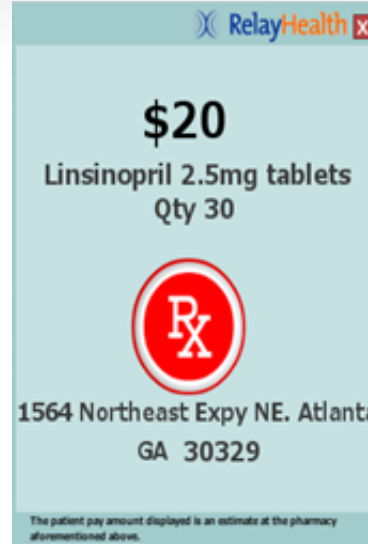 RelayHealth X
$20
Linsinopril 2.5mg tablets
Qty 30
RX
1564 Northeast Expy NE. Atlanta
GA 30329
The patient pay amount displayed is an estimate at the pharmacy
aforementioned above.